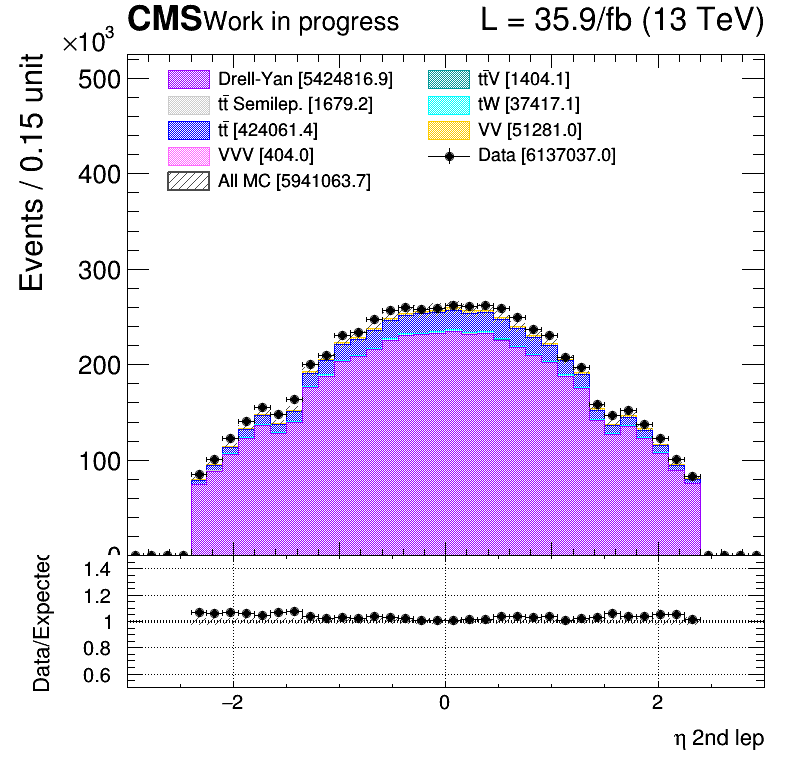 CMS Work in progress L = 35.9/fb (13 TeV)
×10³
Events / 0.15 unit
500
400
300
200
100
0
Drell-Yan [5424816.9]
tt̄ Semilep. [1679.2]
tt̄ [424061.4]
VVV [404.0]
All MC [5941063.7]
tt̄V [1404.1]
tW [37417.1]
VV [51281.0]
Data [6137037.0]
Data/Expected
1.4
1.2
1
0.8
0.6
−2 0 2
η 2nd lep